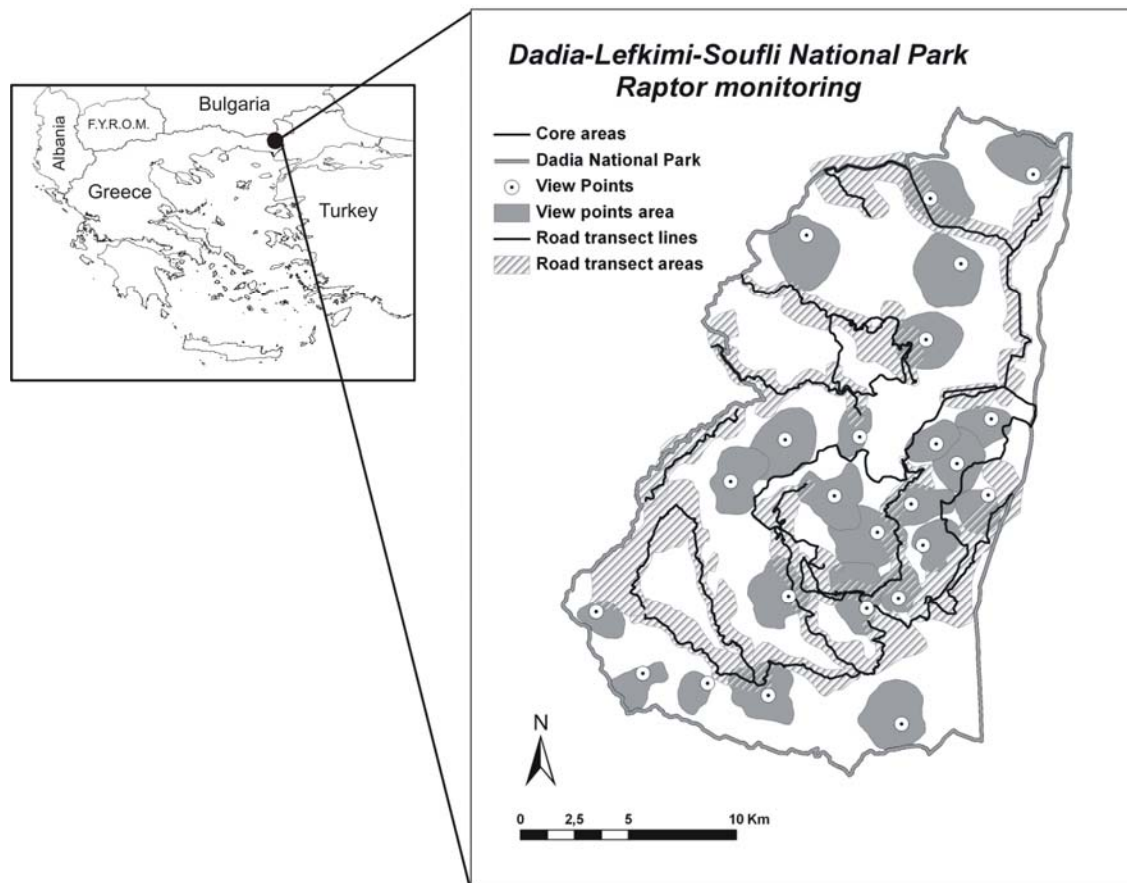 Bulgaria
F.Y.R.O.M.
Albania
Greece
Turkey
Dadia-Lefkimi-Soufli National Park
Raptor monitoring
Core areas
Dadia National Park
View Points
View points area
Road transect lines
Road transect areas
N
0 2,5 5 10 Km